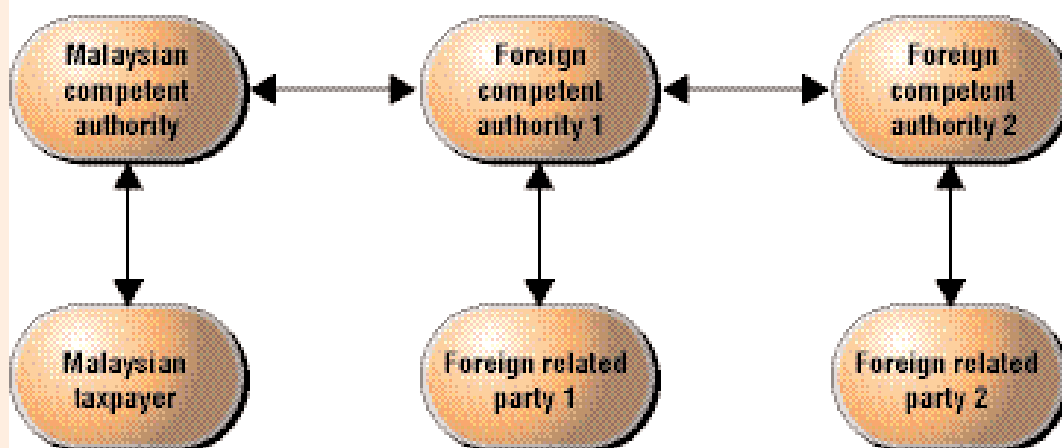 Malaysian
competent
authority
Foreign
competent
authority 1
Foreign
competent
authority 2
Malaysian
taxpayer
Foreign related
party 1
Foreign related
party 2